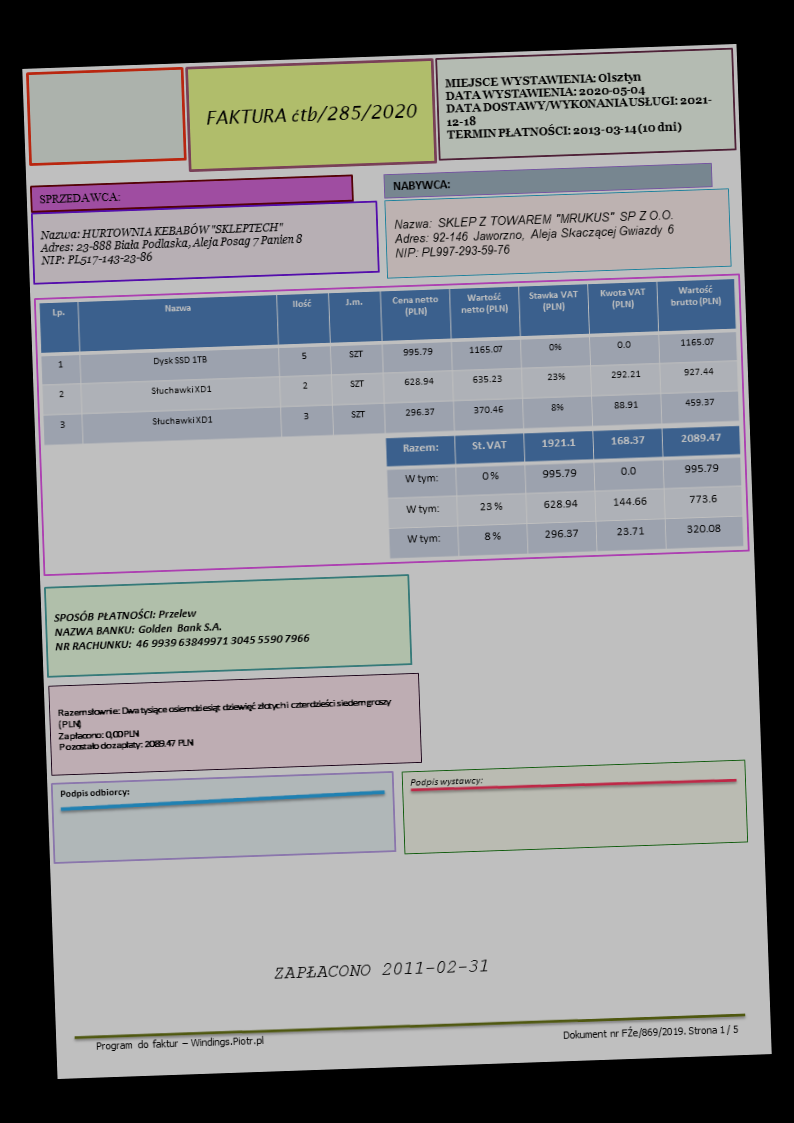 FAKTURA ćtb/285/2020
MIEJSCE WYSTAWIENIA: Olsztyn
DATA WYSTAWIENIA: 2020-05-04
DATA DOSTAWY/WYKONANIA USŁUGI: 2021-
12-18
TERMIN PŁATNOŚCI: 2013-03-14 (10 dni)
SPRZEDAWCA:
Nazwa: HURTOWNIA KEBABÓW "SKLEPTECH"
Adres: 23-888 Biała Podlaska, Aleja Posag 7 Panien 8
NIP: PL517-143-23-86
NABYWCA:
Nazwa: SKLEP Z TOWAREM "MRUKUS" SP Z O.O.
Adres: 92-146 Jaworzno, Aleja Skaczącej Gwiazdy 6
NIP: PL997-293-59-76
Lp. Nazwa Ilość J.m. Cena netto (PLN) Wartość netto (PLN) Stawka VAT (PLN) Kwota VAT (PLN) Wartość brutto (PLN)
1 Dysk SSD 1TB 5 SZT 995.79 1165.07 0% 0.0 1165.07
2 Słuchawki XD1 2 SZT 628.94 635.23 23% 292.21 927.44
3 Słuchawki XD1 3 SZT 296.37 370.46 8% 88.91 459.37
Razem: St. VAT 1921.1 168.37 2089.47
W tym: 0 % 995.79 0.0 995.79
W tym: 23 % 628.94 144.66 773.6
W tym: 8 % 296.37 23.71 320.08
SPOSÓB PŁATNOŚCI: Przelew
NAZWA BANKU: Golden Bank S.A.
NR RACHUNKU: 46 9939 63849971 3045 5590 7966
Razem słownie: Dwa tysiące osiemdziesiąt dziewięć złotych i czterdzieści siedem groszy
(PLN)
Zapłacono: 0,00 PLN
Pozostało do zapłaty: 2089.47 PLN
Podpis odbiorcy:
Podpis wystawcy:
ZAPŁACONO 2011-02-31
Program do faktur – Windings.Piotr.pl
Dokument nr FŹe/869/2019. Strona 1 / 5